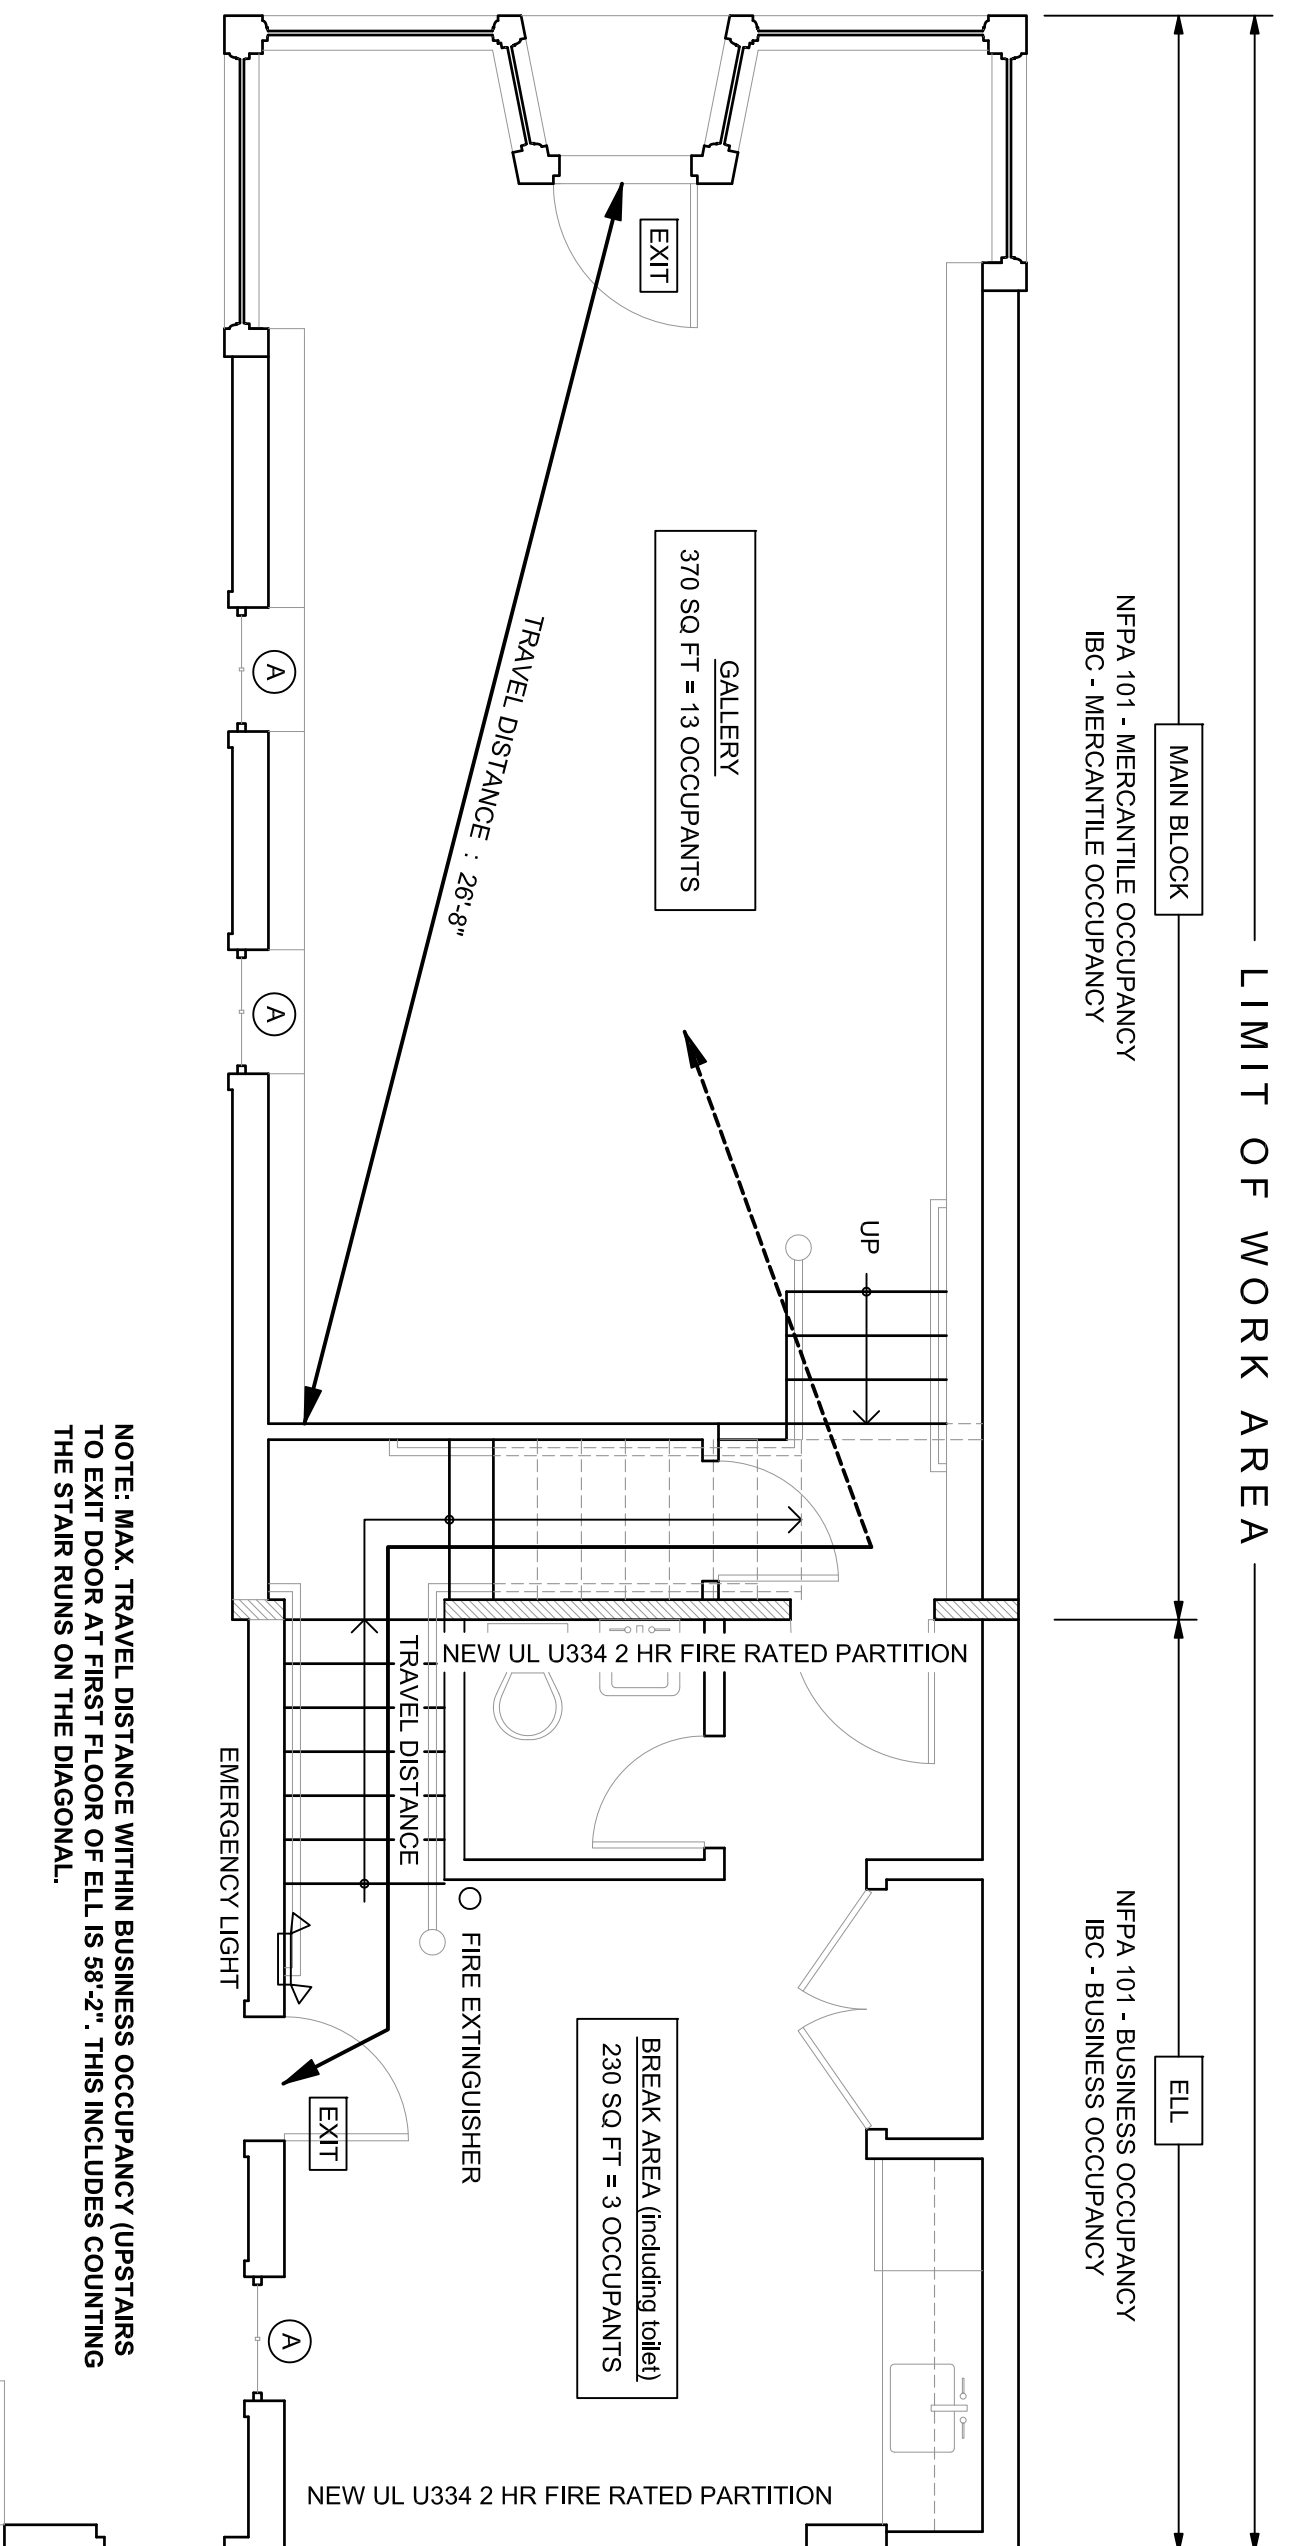 LIMIT OF WORK AREA
MAIN BLOCK
NFPA 101 - MERCANTILE OCCUPANCY
IBC - MERCANTILE OCCUPANCY
ELL
NFPA 101 - BUSINESS OCCUPANCY
IBC - BUSINESS OCCUPANCY
EXIT
GALLERY
370 SQ FT = 13 OCCUPANTS
TRAVEL DISTANCE : 26'-8"
UP
A
A
NEW UL U334 2 HR FIRE RATED PARTITION
TRAVEL DISTANCE
FIRE EXTINGUISHER
EMERGENCY LIGHT
BREAK AREA (including toilet)
230 SQ FT = 3 OCCUPANTS
EXIT
A
NEW UL U334 2 HR FIRE RATED PARTITION
NOTE: MAX. TRAVEL DISTANCE WITHIN BUSINESS OCCUPANCY (UPSTAIRS
TO EXIT DOOR AT FIRST FLOOR OF ELL IS 58'-2". THIS INCLUDES COUNTING
THE STAIR RUNS ON THE DIAGONAL.